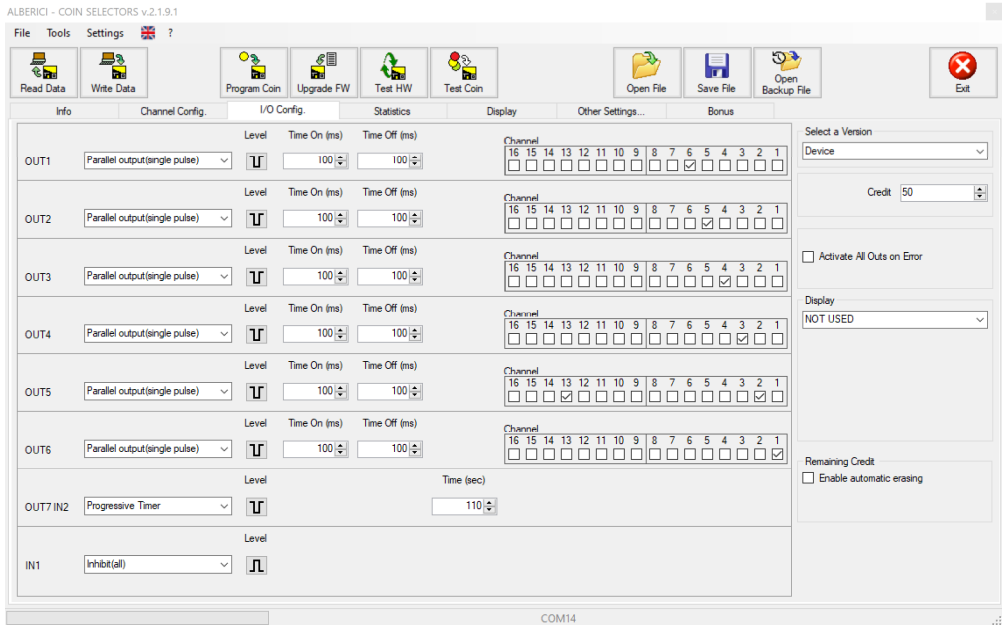 ALBERICI - COIN SELECTORS v.2.1.9.1
File Tools Settings ?
Read Data Write Data Program Coin Upgrade FW Test HW Test Coin Open File Save File Open Backup File Exit
Info Channel Config. I/O Config. Statistics Display Other Settings... Bonus
Level Time On (ms) Time Off (ms) Channel
16 15 14 13 12 11 10 9 8 7 6 5 4 3 2 1
OUT1 Parallel output(single pulse) 100 100
Level Time On (ms) Time Off (ms) Channel
16 15 14 13 12 11 10 9 8 7 6 5 4 3 2 1
OUT2 Parallel output(single pulse) 100 100
Level Time On (ms) Time Off (ms) Channel
16 15 14 13 12 11 10 9 8 7 6 5 4 3 2 1
OUT3 Parallel output(single pulse) 100 100
Level Time On (ms) Time Off (ms) Channel
16 15 14 13 12 11 10 9 8 7 6 5 4 3 2 1
OUT4 Parallel output(single pulse) 100 100
Level Time On (ms) Time Off (ms) Channel
16 15 14 13 12 11 10 9 8 7 6 5 4 3 2 1
OUT5 Parallel output(single pulse) 100 100
Level Time On (ms) Time Off (ms) Channel
16 15 14 13 12 11 10 9 8 7 6 5 4 3 2 1
OUT6 Parallel output(single pulse) 100 100
Level Time (sec)
OUT7 IN2 Progressive Timer 110
Level
IN1 Inhibit(all)
Select a Version
Device
Credit 50
Activate All Outs on Error
Display
NOT USED
Remaining Credit
Enable automatic erasing
COM14